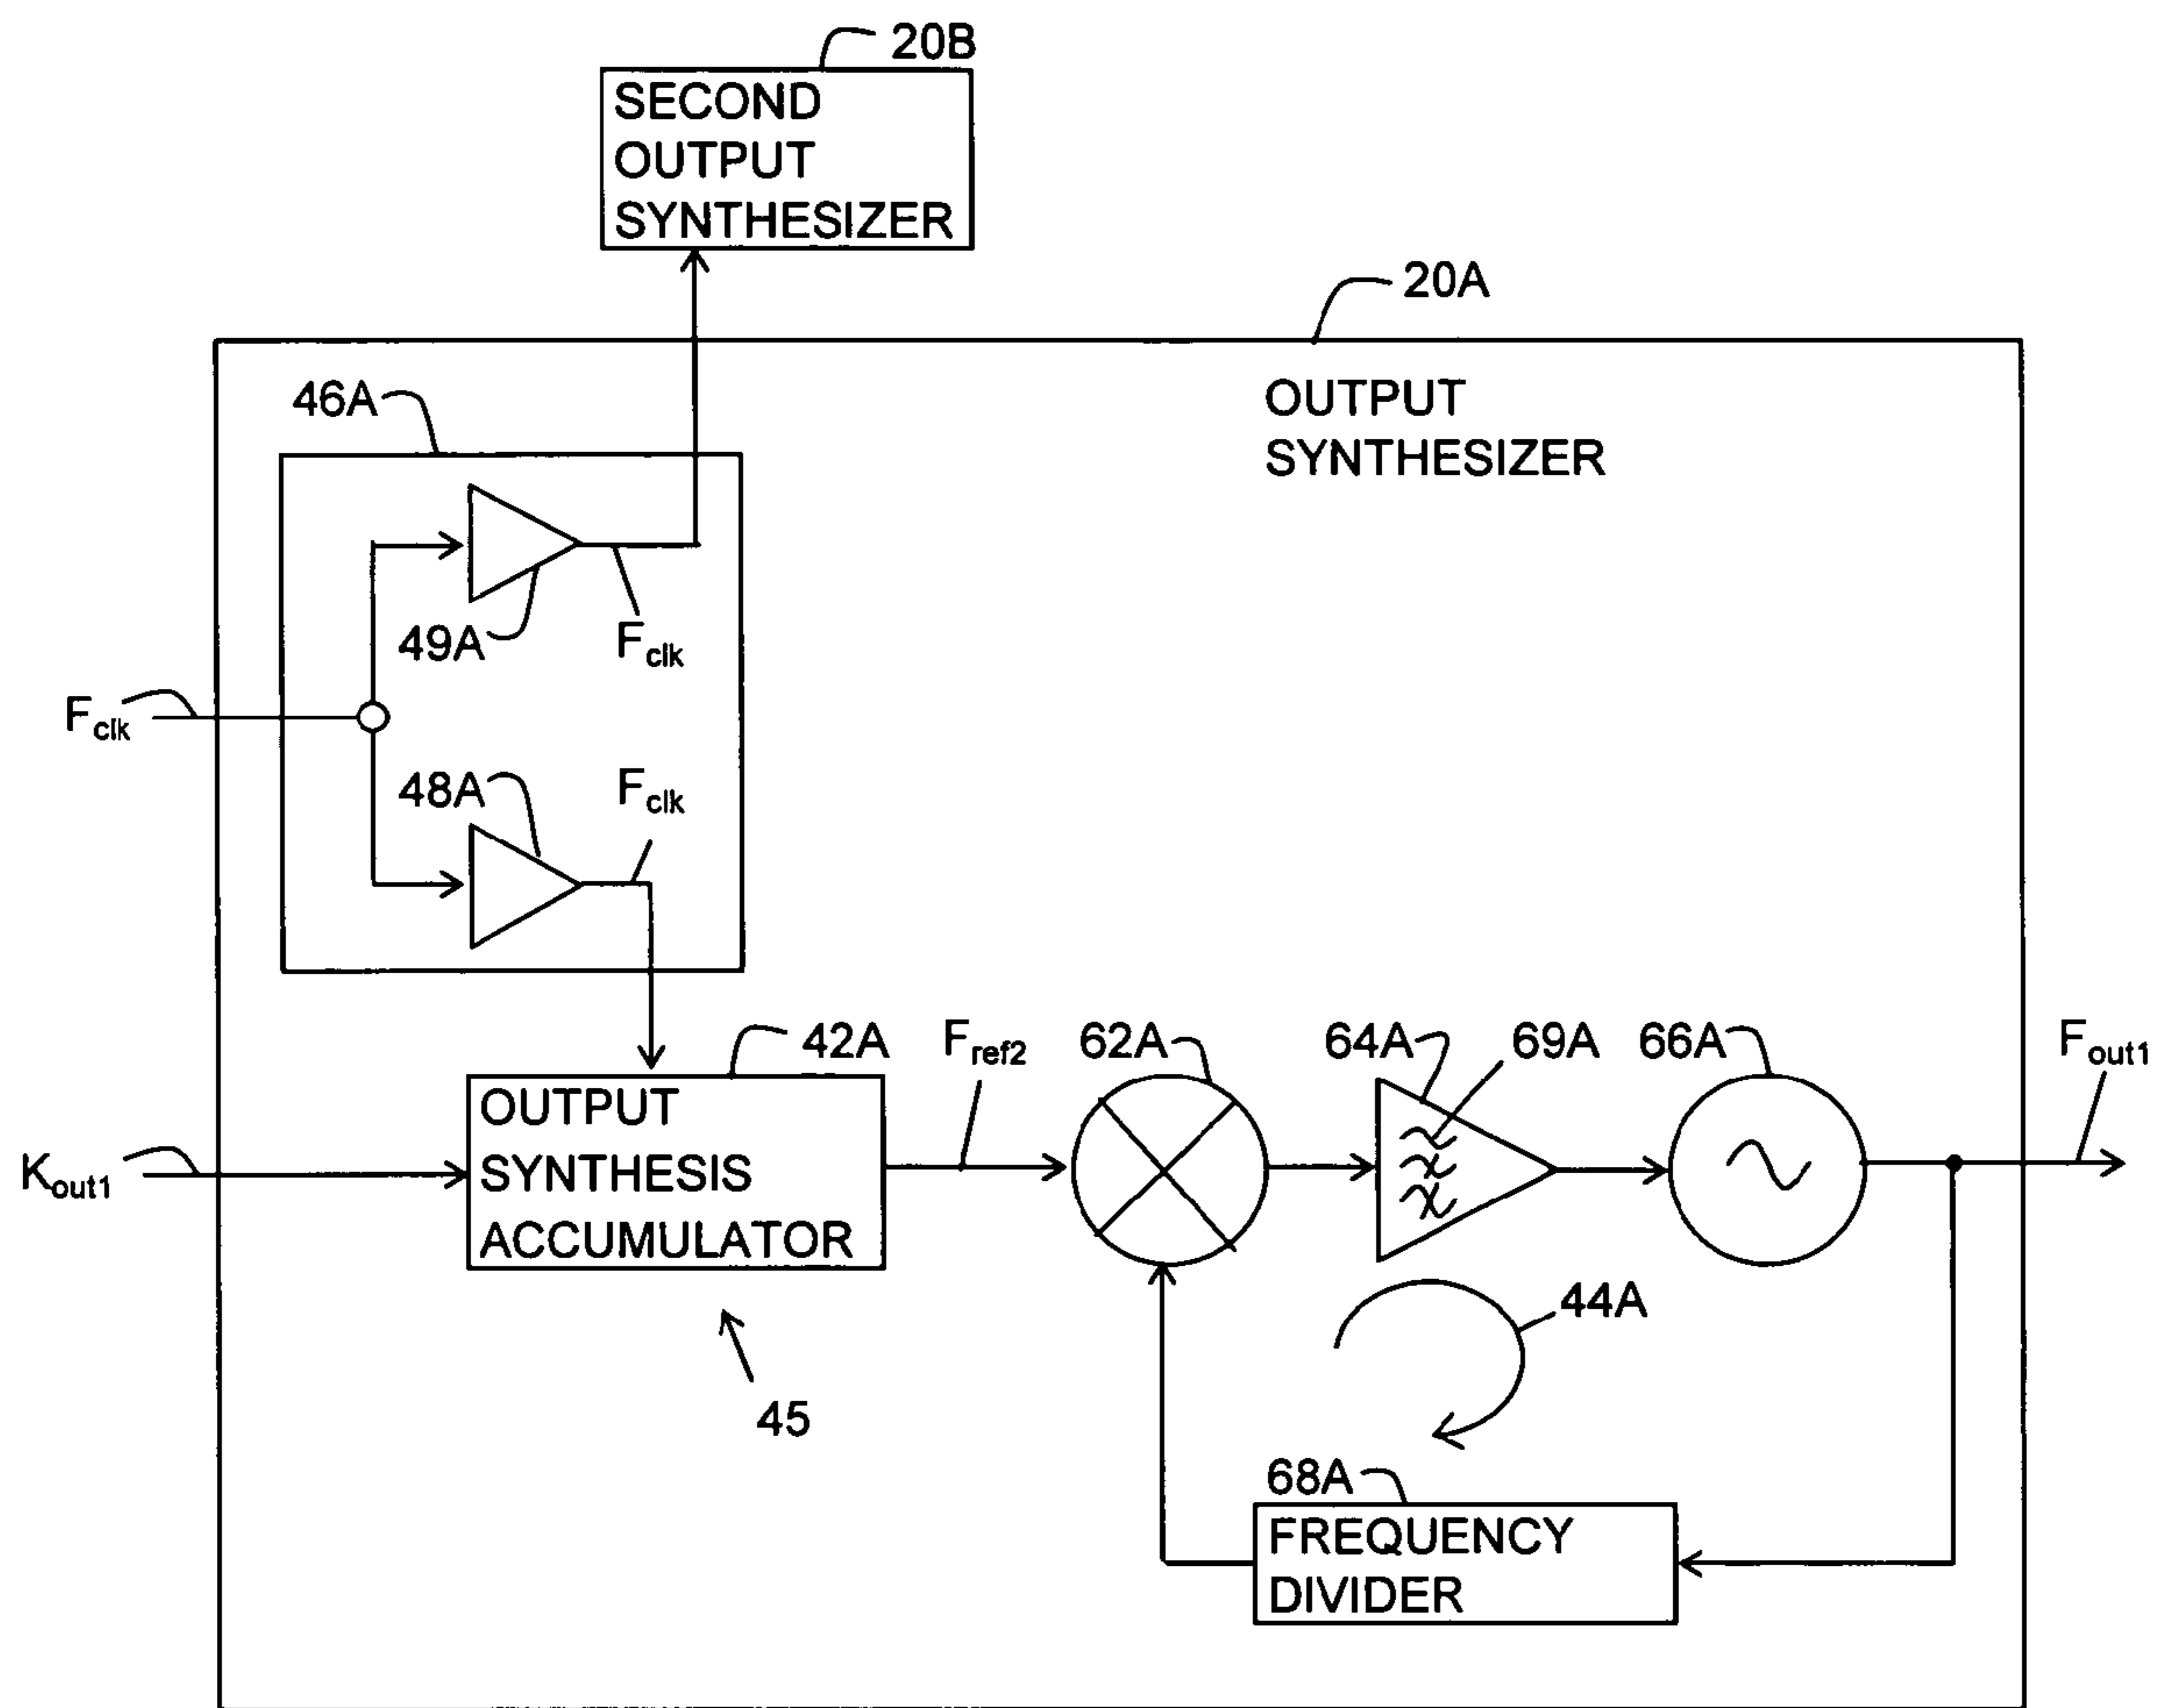 20B
SECOND
OUTPUT
SYNTHESIZER
20A
OUTPUT
SYNTHESIZER
46A
49A
Fclk
Fclk
48A
Fclk
42A
Fref2
62A
64A
69A
66A
Fout1
Kout1
OUTPUT
SYNTHESIS
ACCUMULATOR
44A
45
68A
FREQUENCY
DIVIDER